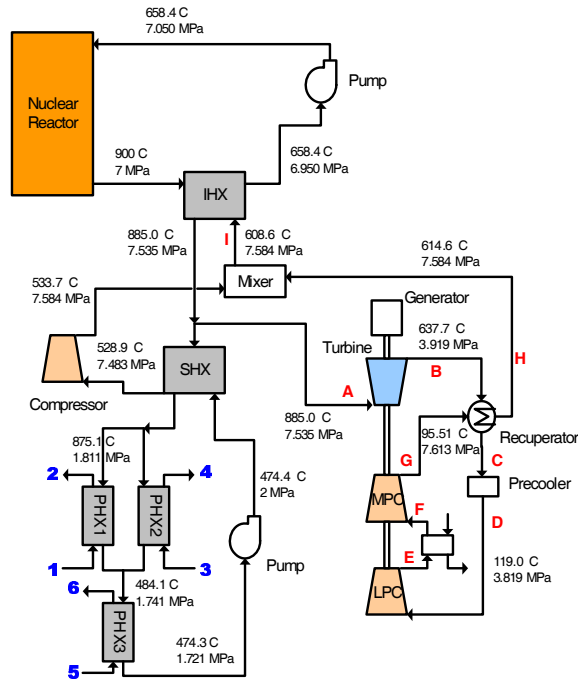 658.4 C
7.050 MPa
Nuclear
Reactor
Pump
900 C
7 MPa
658.4 C
6.950 MPa
IHX
885.0 C
7.535 MPa
I
608.6 C
7.584 MPa
614.6 C
7.584 MPa
533.7 C
7.584 MPa
Mixer
Generator
Turbine
637.7 C
3.919 MPa
528.9 C
7.483 MPa
SHX
A
B
H
Compressor
885.0 C
7.535 MPa
Recuperator
G
95.51 C
7.613 MPa
C
875.1 C
1.811 MPa
474.4 C
2 MPa
Precooler
2
4
PHX1
PHX2
MPC
F
D
1
3
Pump
E
119.0 C
3.819 MPa
6
484.1 C
1.741 MPa
LPC
PHX3
474.3 C
1.721 MPa
5